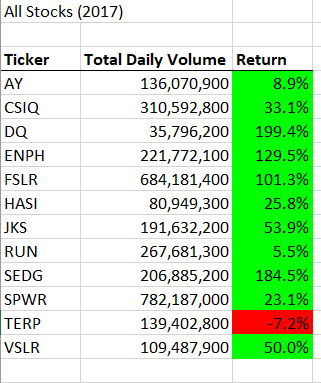 All Stocks (2017)
Ticker Total Daily Volume Return
AY 136,070,900 8.9%
CSIQ 310,592,800 33.1%
DQ 35,796,200 199.4%
ENPH 221,772,100 129.5%
FSLR 684,181,400 101.3%
HASI 80,949,300 25.8%
JKS 191,632,200 53.9%
RUN 267,681,300 5.5%
SEDG 206,885,200 184.5%
SPWR 782,187,000 23.1%
TERP 139,402,800 -7.2%
VSLR 109,487,900 50.0%